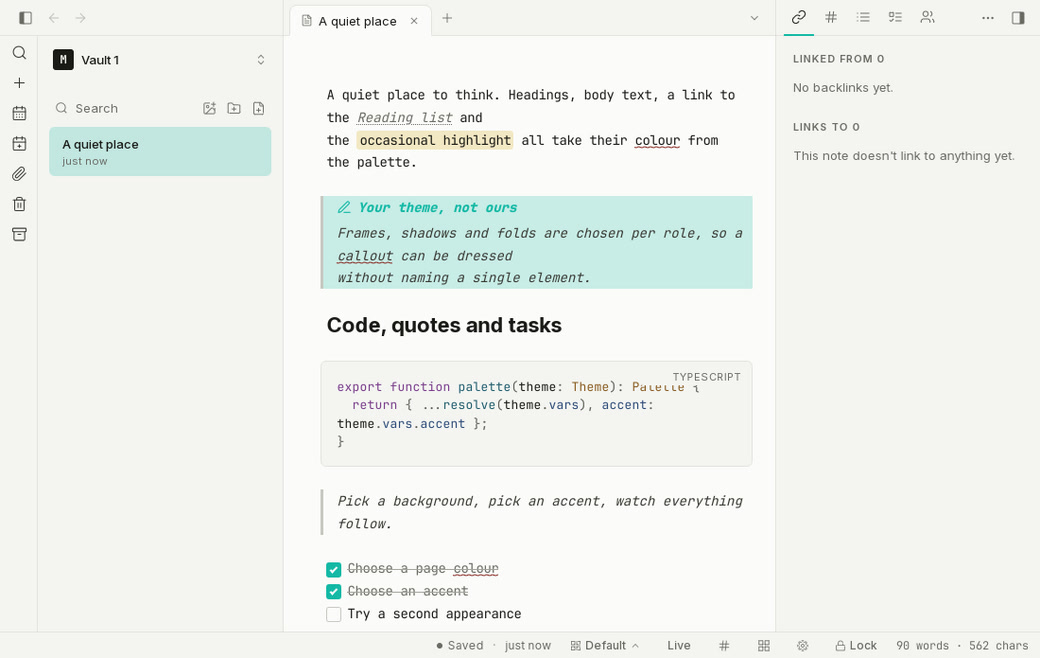 A quiet place
M Vault 1
Search
A quiet place
just now
A quiet place to think. Headings, body text, a link to
the Reading list and
the occasional highlight all take their colour from
the palette.
Your theme, not ours
Frames, shadows and folds are chosen per role, so a
callout can be dressed
without naming a single element.
Code, quotes and tasks
TYPESCRIPT
export function palette(theme: Theme): Palette {
return { ...resolve(theme.vars), accent:
theme.vars.accent };
}
Pick a background, pick an accent, watch everything
follow.
Choose a page colour
Choose an accent
Try a second appearance
LINKED FROM 0
No backlinks yet.
LINKS TO 0
This note doesn't link to anything yet.
Saved · just now Default Live Lock 90 words · 562 chars